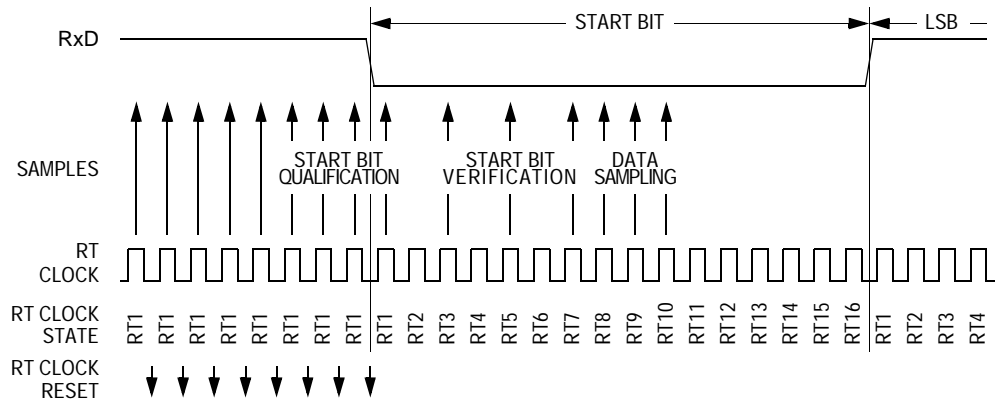 START BIT
LSB
RxD
SAMPLES
START BIT
QUALIFICATION
START BIT
VERIFICATION
DATA
SAMPLING
RT
CLOCK
RT CLOCK
STATE
RT1 RT1 RT1 RT1 RT1 RT1 RT1 RT1 RT1 RT2 RT3 RT4 RT5 RT6 RT7 RT8 RT9 RT10 RT11 RT12 RT13 RT14 RT15 RT16 RT1 RT2 RT3 RT4
RT CLOCK
RESET